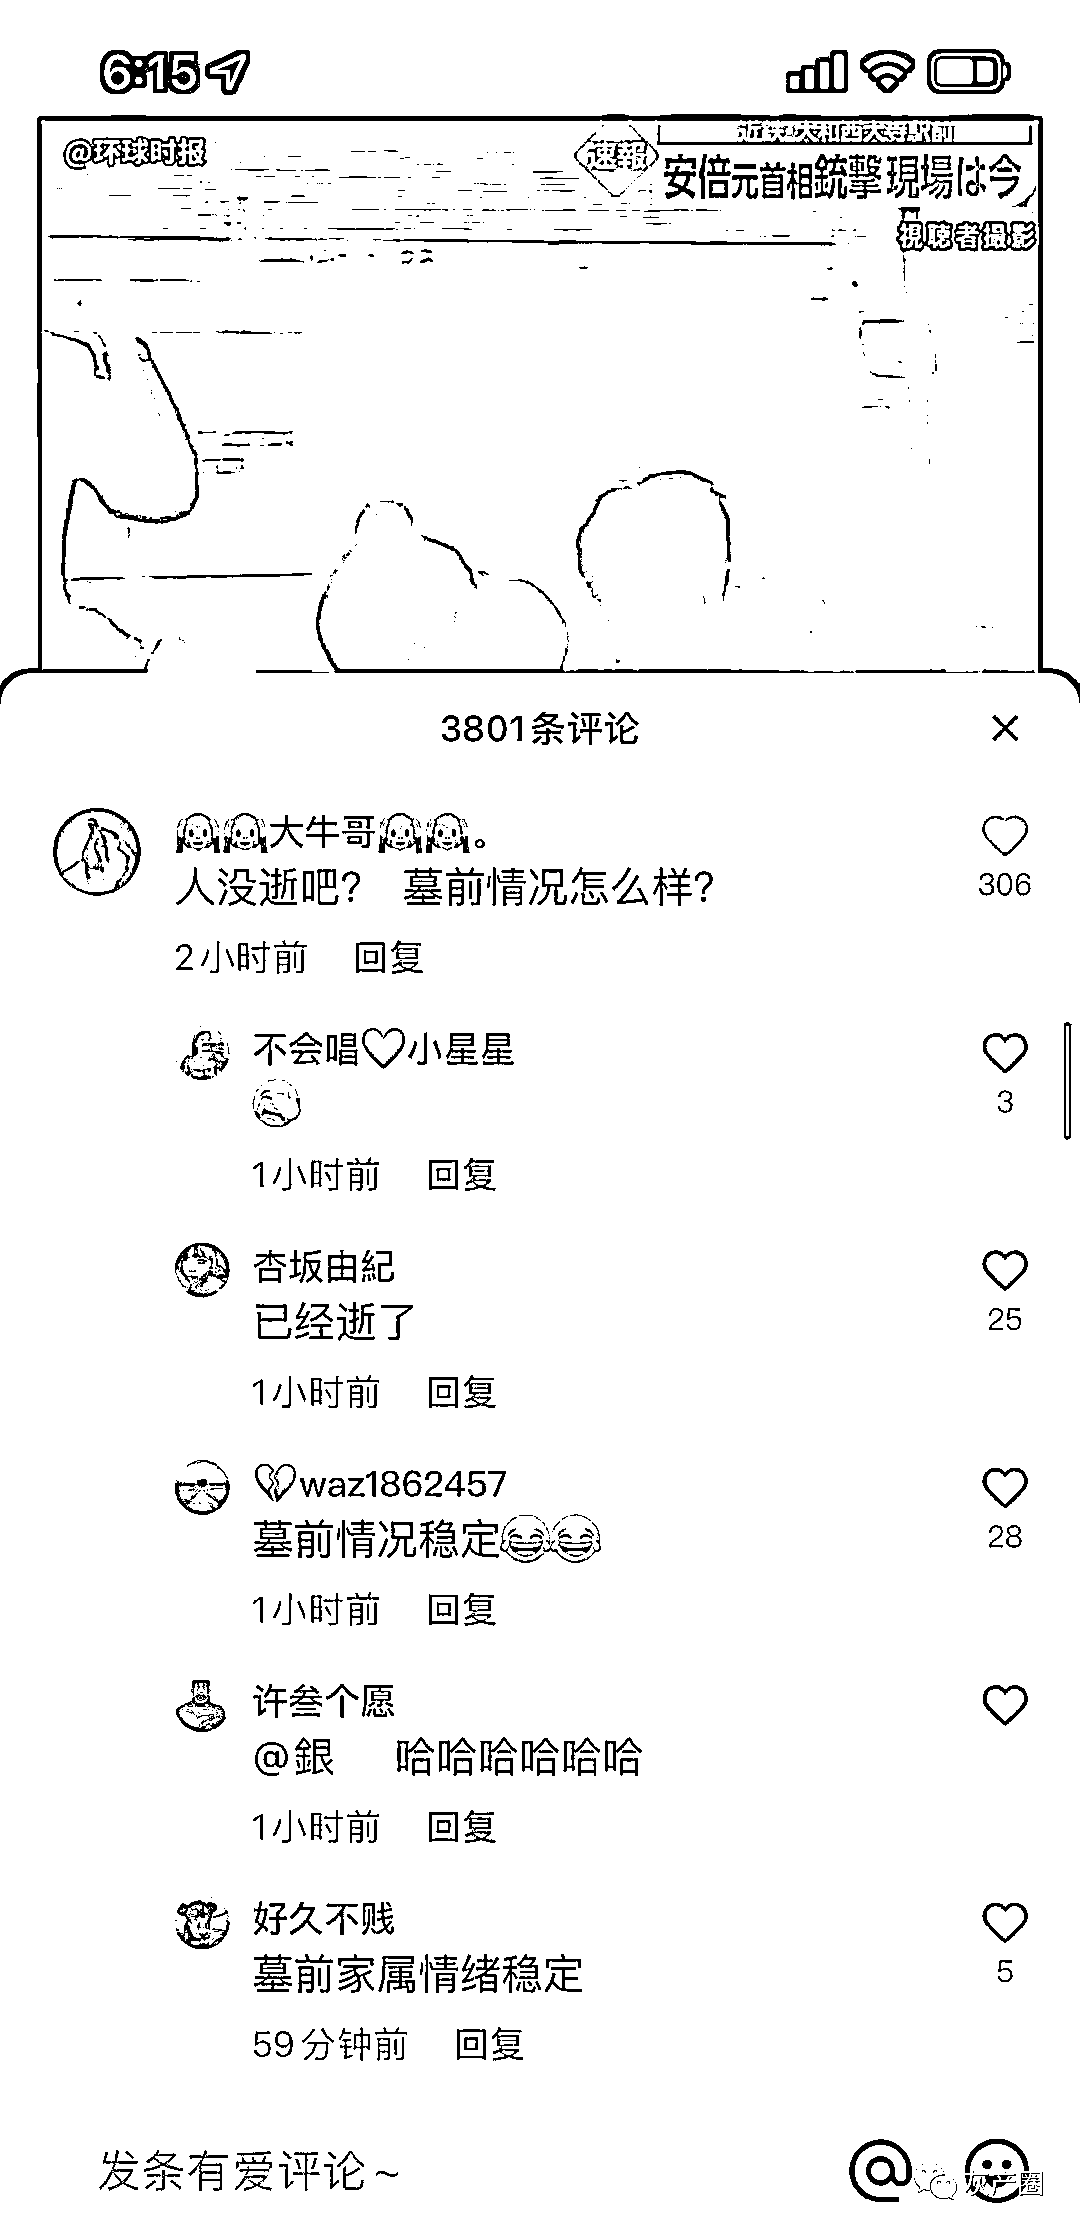 6:15
@环球时报
速報
近鉄・大和西大寺駅前
安倍元首相銃撃現場は今
視聴者撮影
3801条评论
大牛哥。
人没逝吧? 墓前情况怎么样?
306
2小时前 回复
不会唱♡小星星
3
1小时前 回复
杏坂由紀
已经逝了
25
1小时前 回复
💔waz1862457
墓前情况稳定😂😂
28
1小时前 回复
许叁个愿
@銀 哈哈哈哈哈哈
1小时前 回复
好久不贱
墓前家属情绪稳定
5
59分钟前 回复
发条有爱评论~
灰产圈